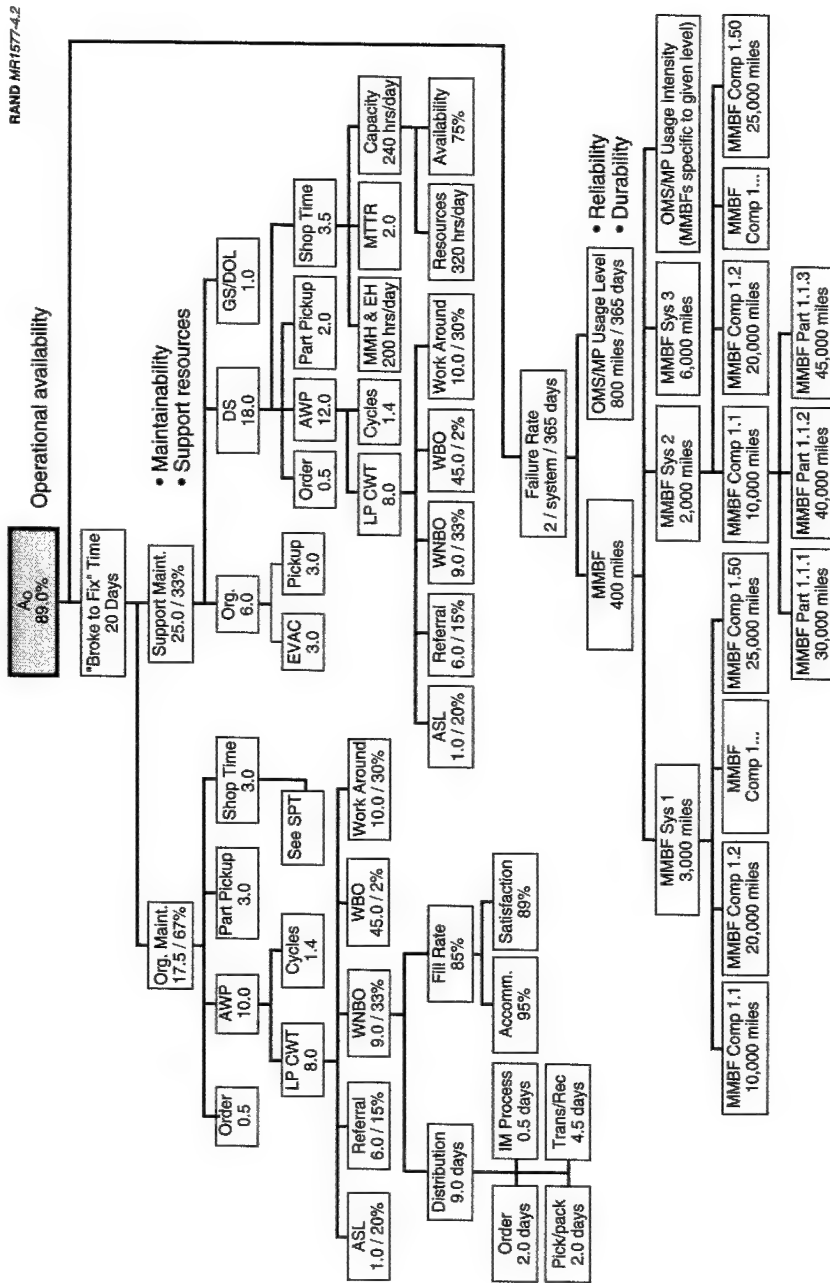 RAND MR1577-4.2
Operational availability
Ao
89.0%
"Broke to Fix" Time
20 Days
• Maintainability
• Support resources
Org. Maint.
17.5 / 67%
Support Maint.
25.0 / 33%
Order
0.5
AWP
10.0
Part Pickup
3.0
Shop Time
3.0
See SPT
LP CWT
8.0
Cycles
1.4
ASL
1.0 / 20%
Referral
6.0 / 15%
WNBO
9.0 / 33%
WBO
45.0 / 2%
Work Around
10.0 / 30%
Distribution
9.0 days
Fill Rate
85%
Order
2.0 days
IM Process
0.5 days
Pick/pack
2.0 days
Trans/Rec
4.5 days
Accomm.
95%
Satisfaction
89%
Org.
6.0
DS
18.0
GS/DOL
1.0
EVAC
3.0
Pickup
3.0
Order
0.5
AWP
12.0
Part Pickup
2.0
Shop Time
3.5
LP CWT
8.0
Cycles
1.4
MMH & EH
200 hrs/day
MTTR
2.0
Capacity
240 hrs/day
ASL
1.0 / 20%
Referral
6.0 / 15%
WNBO
9.0 / 33%
WBO
45.0 / 2%
Work Around
10.0 / 30%
Resources
320 hrs/day
Availability
75%
Failure Rate
2 / system / 365 days
• Reliability
• Durability
MMBF
400 miles
OMS/MP Usage Level
800 miles / 365 days
MMBF Sys 1
3,000 miles
MMBF Sys 2
2,000 miles
MMBF Sys 3
6,000 miles
OMS/MP Usage Intensity
(MMBFs specific to given level)
MMBF Comp 1.1
10,000 miles
MMBF Comp 1.2
20,000 miles
MMBF
Comp 1...
MMBF Comp 1.50
25,000 miles
MMBF Comp 1.1
10,000 miles
MMBF Comp 1.2
20,000 miles
MMBF
Comp 1...
MMBF Comp 1.50
25,000 miles
MMBF Part 1.1.1
30,000 miles
MMBF Part 1.1.2
40,000 miles
MMBF Part 1.1.3
45,000 miles